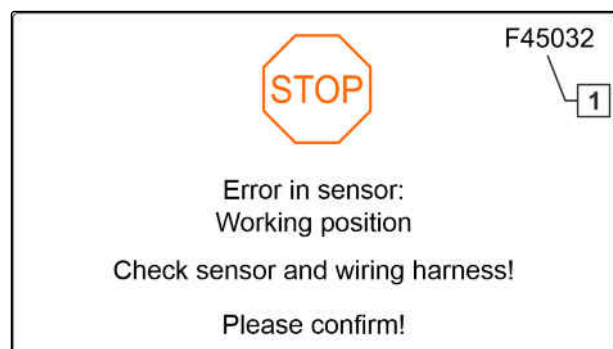 F45032
STOP
1
Error in sensor:
Working position
Check sensor and wiring harness!
Please confirm!